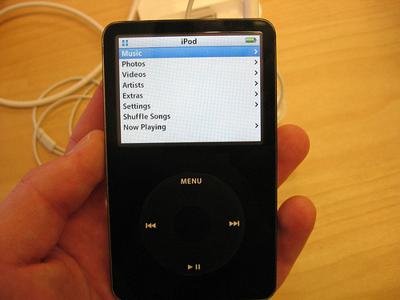 iPod
Music
Photos
Videos
Artists
Extras
Settings
Shuffle Songs
Now Playing
MENU